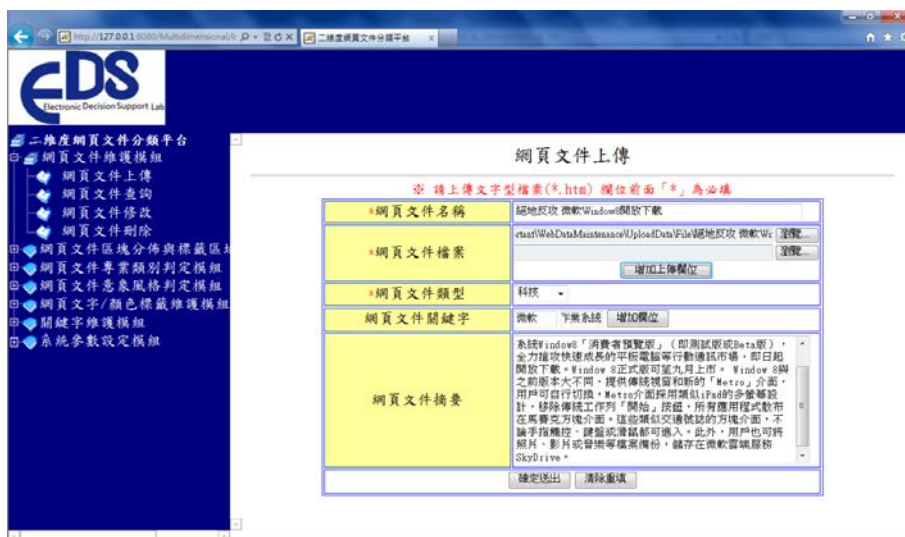 http://127.0.0.1:8080/Multidimensional/k
二維度網頁文件分類平台
EDS
Electronic Decision Support Lab
二維度網頁文件分類平台
網頁文件維護模組
網頁文件上傳
網頁文件查詢
網頁文件修改
網頁文件刪除
網頁文件區塊分佈與標籤區塊
網頁文件專業類別判定模組
網頁文件意象風格判定模組
網頁文字/顏色標籤維護模組
關鍵字維護模組
系統參數設定模組
網頁文件上傳
※ 請上傳文字型檔案(*.htm) 欄位前面「*」為必填
*網頁文件名稱
絕地反攻 微軟Window8開放下載
*網頁文件檔案
rtant\WebDataMaintenance\UploadData\File\絕地反攻 微軟Wi
瀏覽...
瀏覽...
增加上傳欄位
*網頁文件類型
科技
網頁文件關鍵字
微軟
作業系統
增加欄位
網頁文件摘要
系統Window8「消費者預覽版」（即測試版或Beta版），
全力搶攻快速成長的平板電腦等行動通訊市場，即日起
開放下載。Window 8正式版可望九月上市。 Window 8與
之前版本大不同，提供傳統視窗和新的「Metro」介面，
用戶可自行切換，Metro介面採用類似iPad的多螢幕設
計，移除傳統工作列「開始」按鈕，所有應用程式散布
在馬賽克方塊介面。這些類似交通號誌的方塊介面，不
論手指觸控、鍵盤或滑鼠都可進入。此外，用戶也可將
照片、影片或音樂等檔案備份，儲存在微軟雲端服務
SkyDrive。
確定送出
清除重填